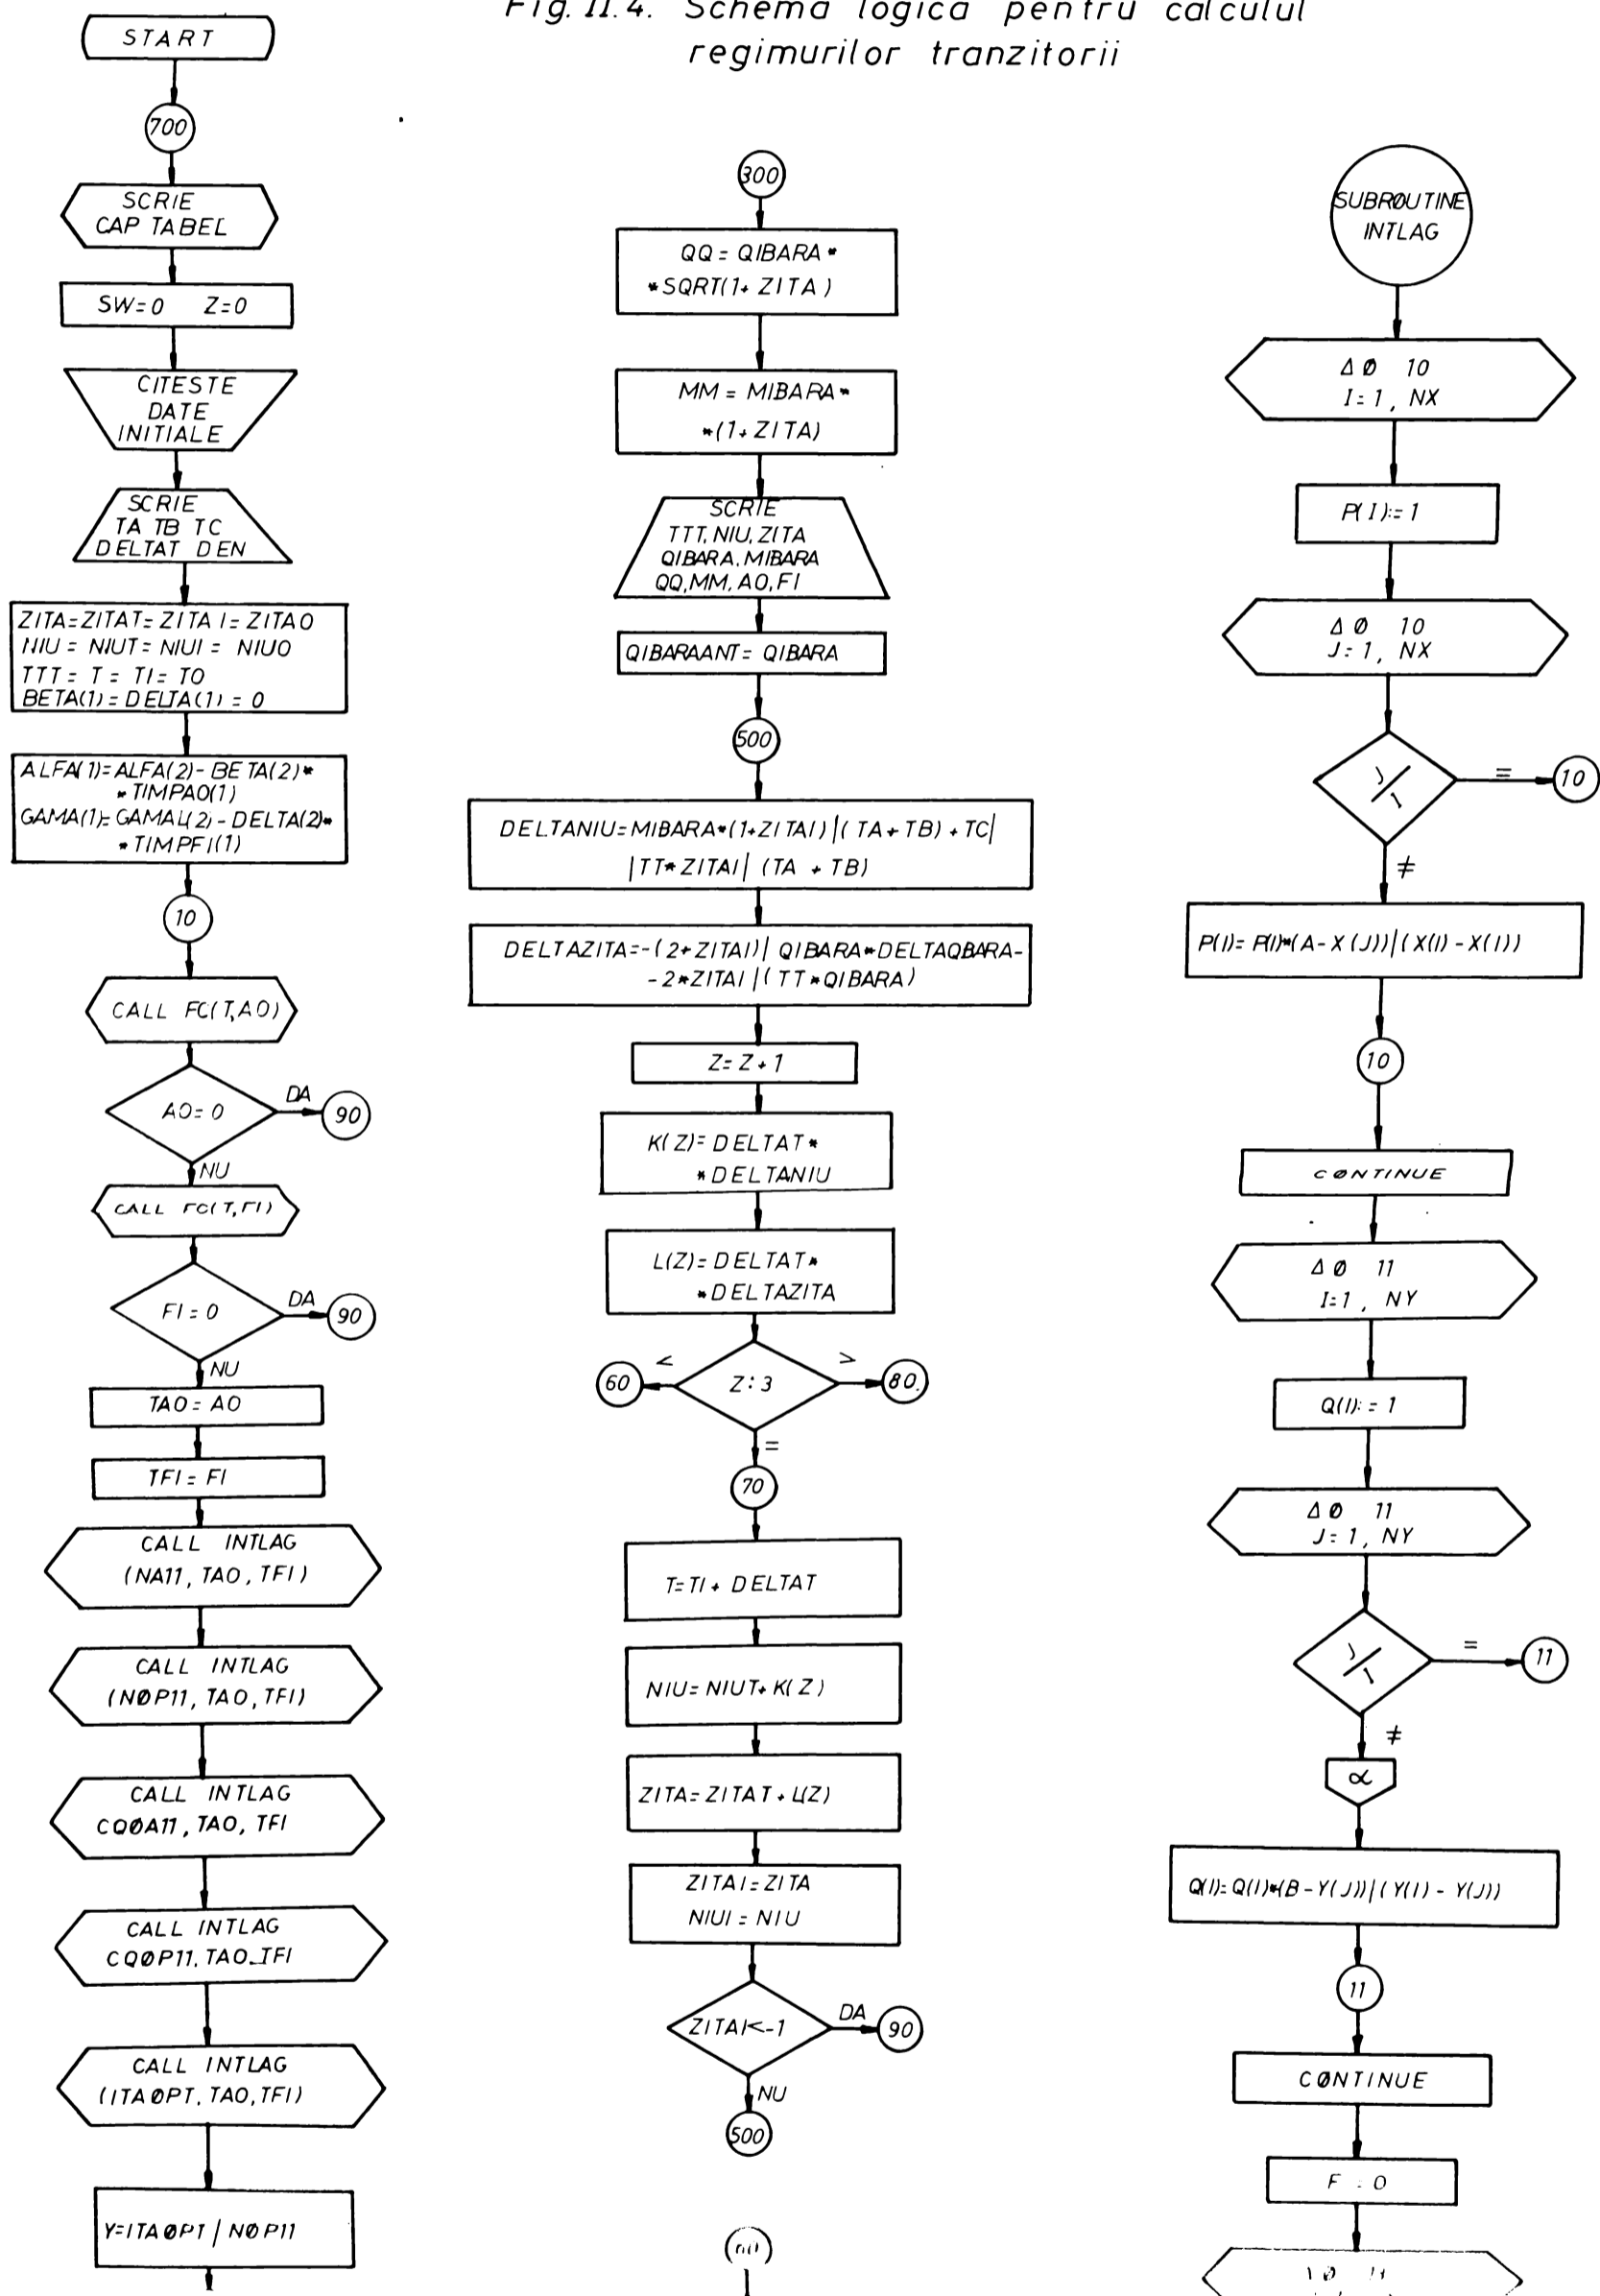 Fig. II.4. Schema logica pentru calculul
regimurilor tranzitorii
START
700
SCRIE
CAP TABEL
SW=0 Z=0
CITESTE
DATE
INITIALE
SCRIE
TA TB TC
DELTAT DEN
ZITA=ZITAT=ZITAI=ZITAO
NIU = NIUT= NIUI = NIUO
TTT = T = TI= TO
BETA(1)=DELTA(1) = 0
ALFA(1)=ALFA(2)-BETA(2)*
*TIMPAO(1)
GAMA(1)=GAMAL(2)-DELTA(2)*
*TIMPFI(1)
10
CALL FC(T,AO)
AO=0
DA
90
NU
CALL FC(T,FI)
FI=0
DA
90
NU
TAO=AO
TFI=FI
CALL INTLAG
(NA11, TAO, TFI)
CALL INTLAG
(NØP11, TAO, TFI)
CALL INTLAG
CQØA11, TAO, TFI
CALL INTLAG
CQØP11, TAO, TFI
CALL INTLAG
(ITAØPT, TAO, TFI)
Y=ITAØPT / NØP11
300
QQ = QIBARA*
*SQRT(1+ ZITA )
MM = MIBARA*
*(1+ZITA)
SCRIE
TTT, NIU, ZITA
QIBARA, MIBARA
QQ, MM, AO, FI
QIBARAANT= QIBARA
500
DELTANIU=MIBARA*(1+ZITAI) |( TA+TB) +TC|
|TT*ZITAI| (TA + TB)
DELTAZITA=-(2+ZITAI)| QIBARA*DELTAQBARA-
-2*ZITAI |( TT*QIBARA)
Z= Z+1
K(Z)= DELTAT*
*DELTANIU
L(Z)= DELTAT*
*DELTAZITA
<
60
Z:3
>
80
=
70
T=TI+ DELTAT
NIU=NIUT+K(Z)
ZITA=ZITAT+L(Z)
ZITAI=ZITA
NIUI=NIU
ZITAI<-1
DA
90
NU
500
SUBRØUTINE
INTLAG
Δ Ø 10
I=1, NX
P(I):=1
Δ Ø 10
J=1, NX
J/I
=
10
≠
P(I)= P(I)*(A-X(J))|(X(I)-X(I))
10
CØNTINUE
Δ Ø 11
I=1, NY
Q(I):=1
Δ Ø 11
J=1, NY
J/I
=
11
≠
∝
Q(I)=Q(I)*(B-Y(J))|(Y(I)-Y(J))
11
CØNTINUE
F = 0